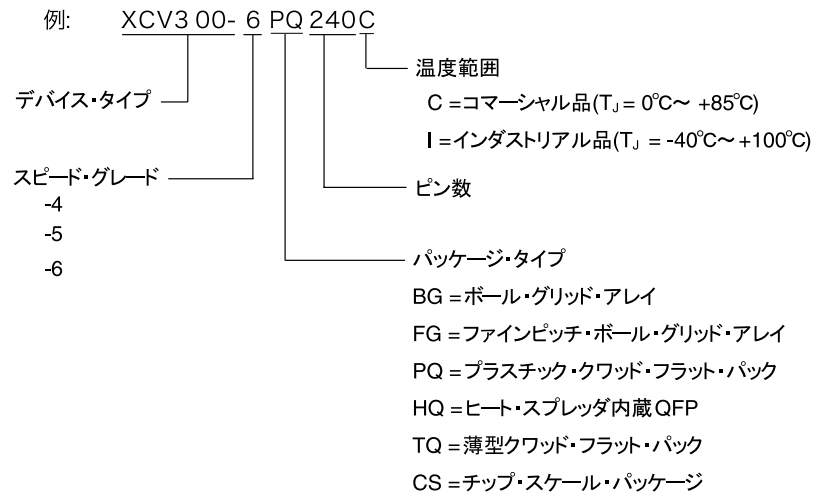 例: XCV300-6PQ240C
温度範囲
C =コマーシャル品(TJ = 0℃～ +85℃)
I =インダストリアル品(TJ = -40℃～ +100℃)
デバイス・タイプ
スピード・グレード
-4
-5
-6
ピン数
パッケージ・タイプ
BG =ボール・グリッド・アレイ
FG =ファインピッチ・ボール・グリッド・アレイ
PQ =プラスチック・クワッド・フラット・パック
HQ =ヒート・スプレッダ内蔵QFP
TQ =薄型クワッド・フラット・パック
CS =チップ・スケール・パッケージ